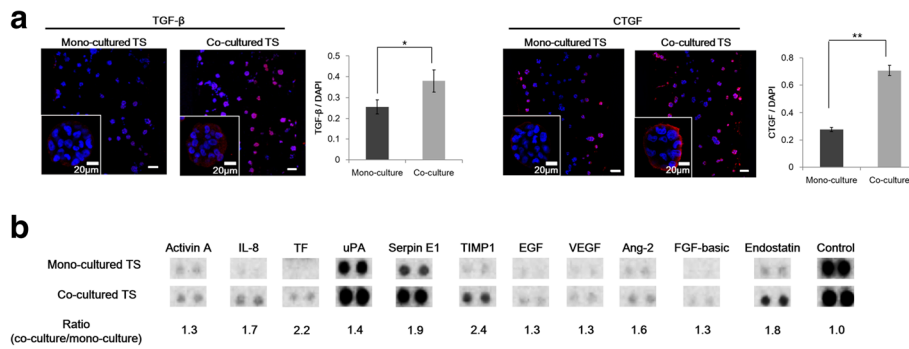 a
TGF-β
Mono-cultured TS
Co-cultured TS
20μm
20μm
TGF-β / DAPI
0.5
0.4
0.3
0.2
0.1
0
*
Mono-culture
Co-culture
CTGF
Mono-cultured TS
Co-cultured TS
20μm
20μm
CTGF / DAPI
0.8
0.6
0.4
0.2
0
**
Mono-culture
Co-culture
b
Activin A IL-8 TF uPA Serpin E1 TIMP1 EGF VEGF Ang-2 FGF-basic Endostatin Control
Mono-cultured TS
Co-cultured TS
Ratio
(co-culture/mono-culture)
1.3 1.7 2.2 1.4 1.9 2.4 1.3 1.3 1.6 1.3 1.8 1.0